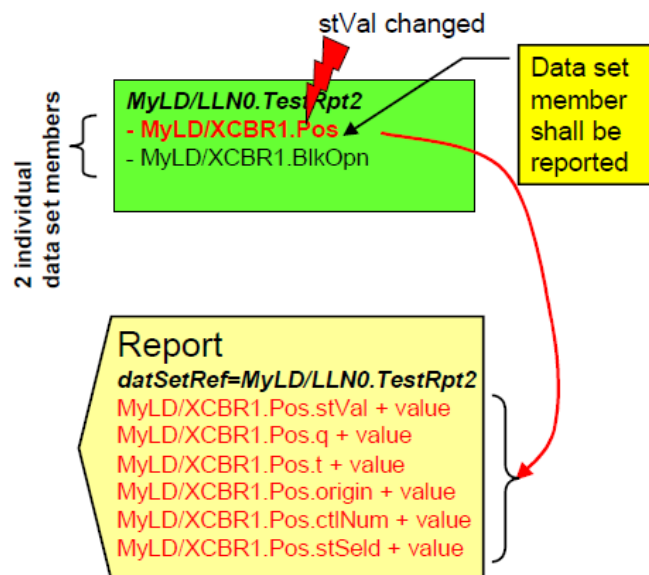 stVal changed
MyLD/LLN0.TestRpt2
- MyLD/XCBR1.Pos
- MyLD/XCBR1.BlkOpn
Data set
member
shall be
reported
2 individual
data set members
Report
datSetRef=MyLD/LLN0.TestRpt2
MyLD/XCBR1.Pos.stVal + value
MyLD/XCBR1.Pos.q + value
MyLD/XCBR1.Pos.t + value
MyLD/XCBR1.Pos.origin + value
MyLD/XCBR1.Pos.ctlNum + value
MyLD/XCBR1.Pos.stSeld + value